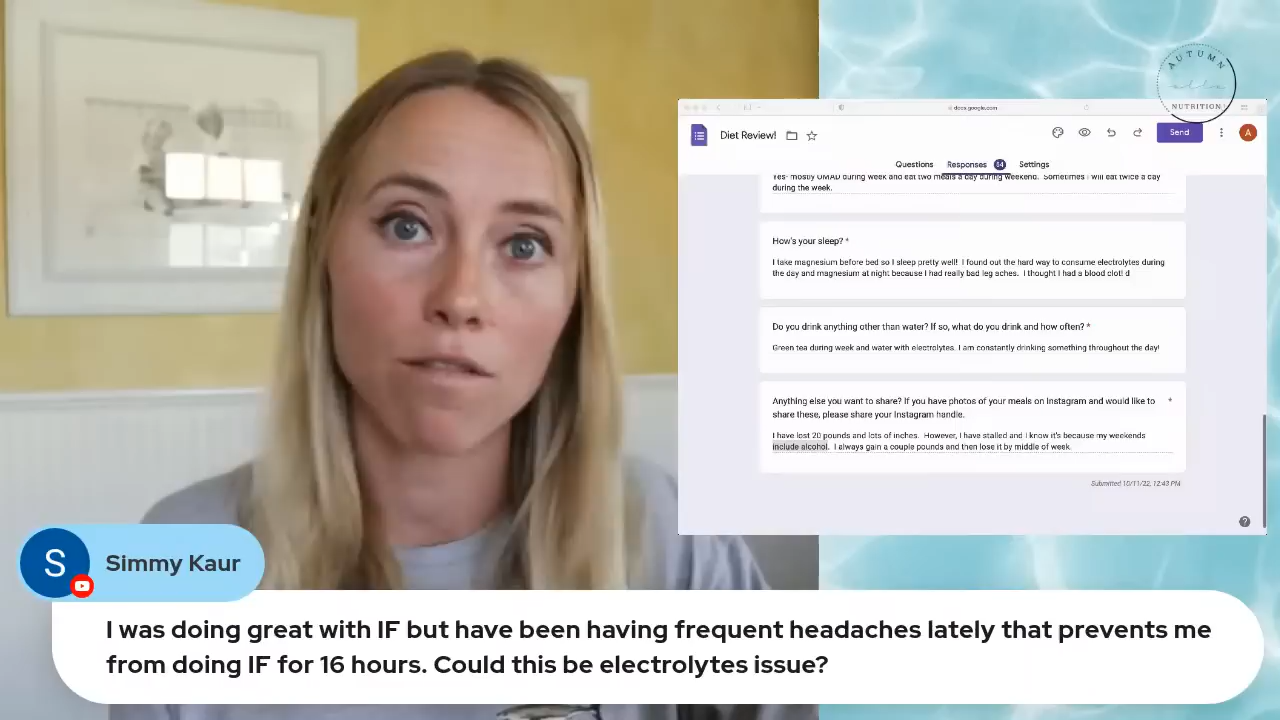 AUTUMN
elle
NUTRITION
docs.google.com
Diet Review!
Send
A
Questions
Responses
Settings
Yes- mostly OMAD during week and eat two meals a day during weekend. Sometimes I will eat twice a day
during the week.
How's your sleep? *
I take magnesium before bed so I sleep pretty well! I found out the hard way to consume electrolytes during
the day and magnesium at night because I had really bad leg aches. I thought I had a blood clot! d
Do you drink anything other than water? If so, what do you drink and how often? *
Green tea during week and water with electrolytes. I am constantly drinking something throughout the day!
Anything else you want to share? If you have photos of your meals on Instagram and would like to *
share these, please share your Instagram handle.
I have lost 20 pounds and lots of inches. However, I have stalled and I know it's because my weekends
include alcohol. I always gain a couple pounds and then lose it by middle of week.
Submitted 10/11/22, 12:43 PM
S
Simmy Kaur
I was doing great with IF but have been having frequent headaches lately that prevents me
from doing IF for 16 hours. Could this be electrolytes issue?